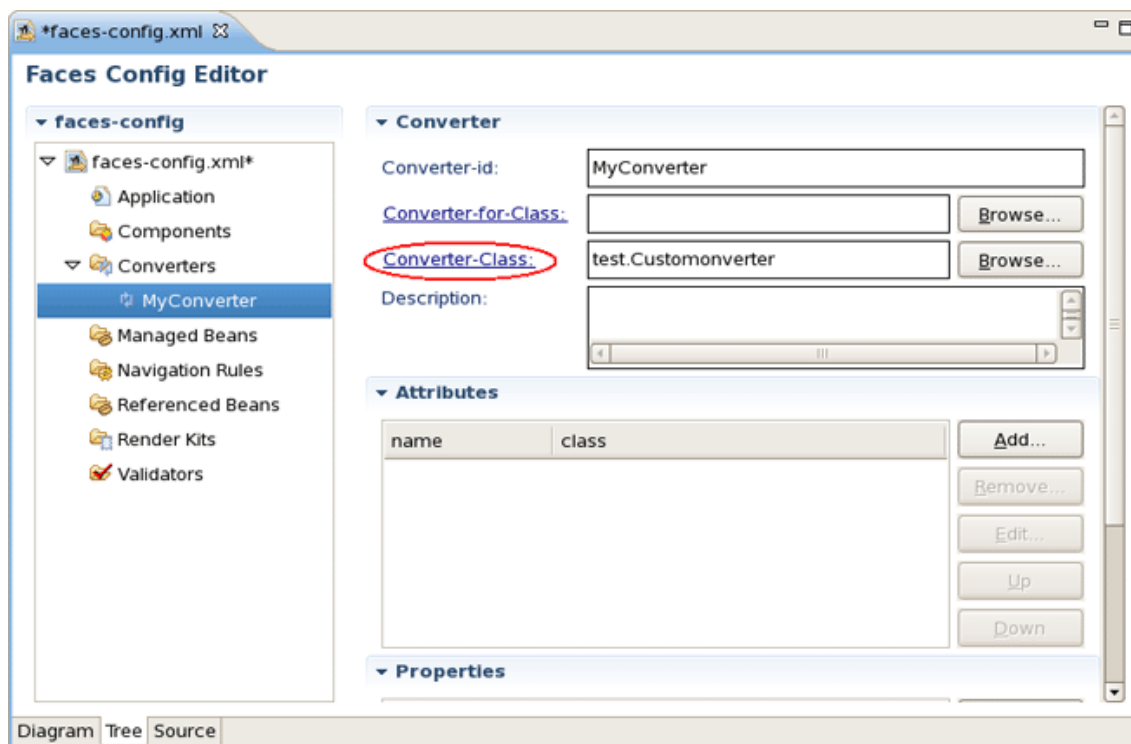 *faces-config.xml
Faces Config Editor
faces-config
faces-config.xml*
Application
Components
Converters
MyConverter
Managed Beans
Navigation Rules
Referenced Beans
Render Kits
Validators
Converter
Converter-id: MyConverter
Converter-for-Class: Browse...
Converter-Class: test.Customonverter Browse...
Description:
Attributes
name class Add...
Remove...
Edit...
Up
Down
Properties
Diagram Tree Source